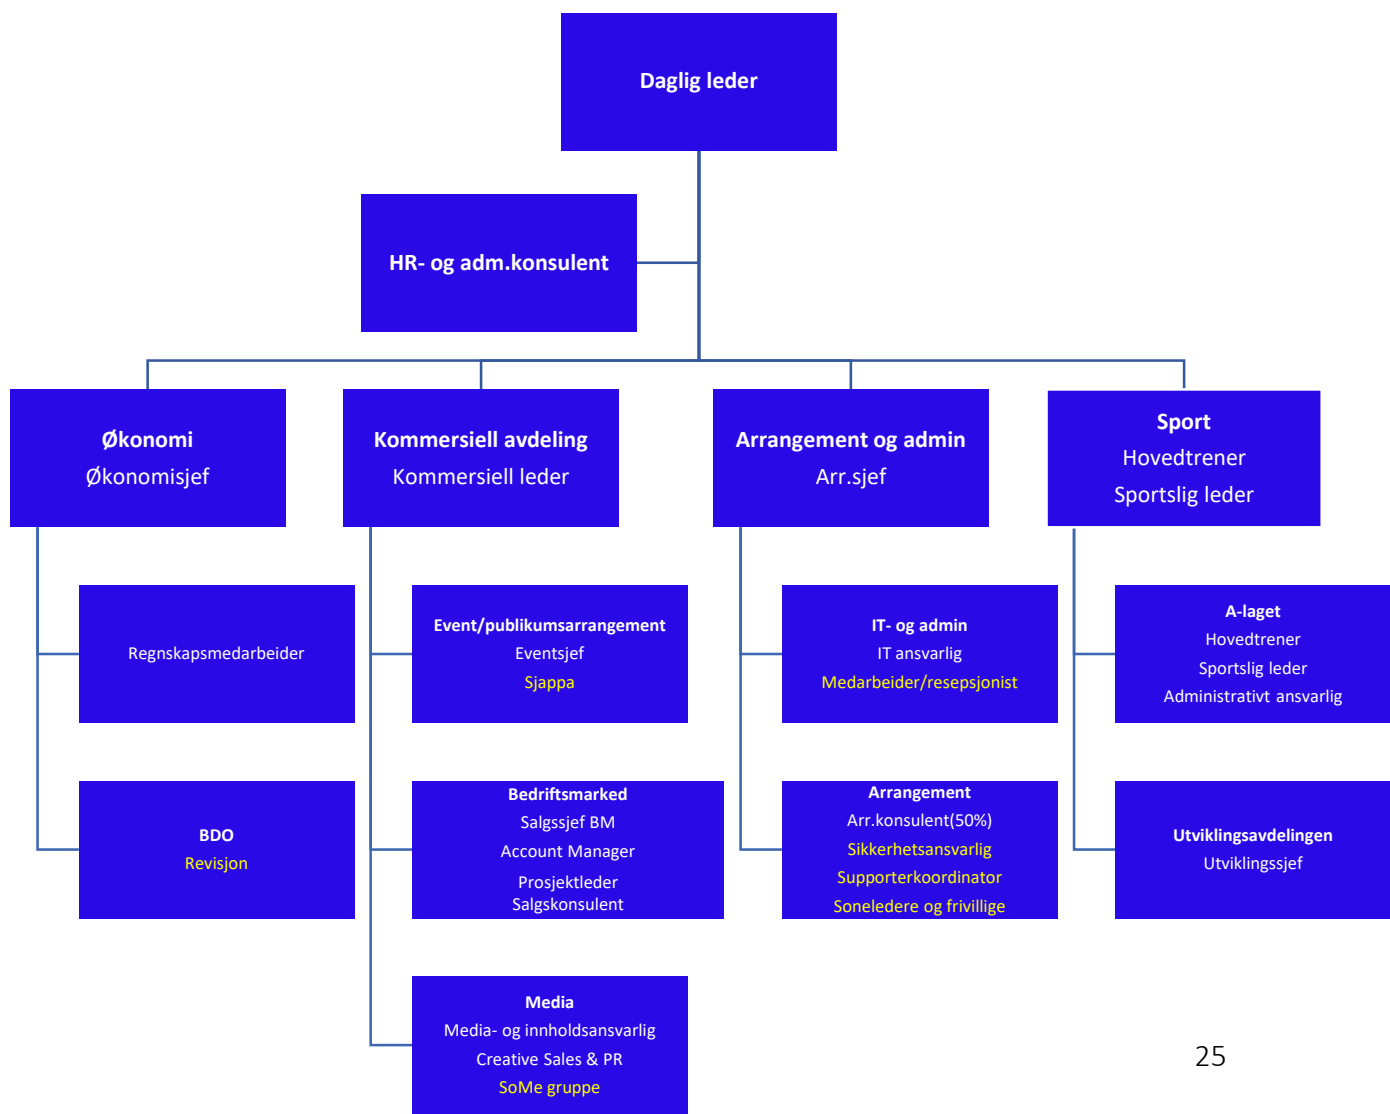 Daglig leder
HR- og adm.konsulent
Økonomi
Økonomisjef
Kommersiell avdeling
Kommersiell leder
Arrangement og admin
Arr.sjef
Sport
Hovedtrener
Sportslig leder
Regnskapsmedarbeider
Event/publikumsarrangement
Eventsjef
Sjappa
IT- og admin
IT ansvarlig
Medarbeider/resepsjonist
A-laget
Hovedtrener
Sportslig leder
Administrativt ansvarlig
BDO
Revisjon
Bedriftsmarked
Salgssjef BM
Account Manager
Prosjektleder
Salgskonsulent
Arrangement
Arr.konsulent(50%)
Sikkerhetsansvarlig
Supporterkoordinator
Soneledere og frivillige
Utviklingsavdelingen
Utviklingssjef
Media
Media- og innholdsansvarlig
Creative Sales & PR
SoMe gruppe
25